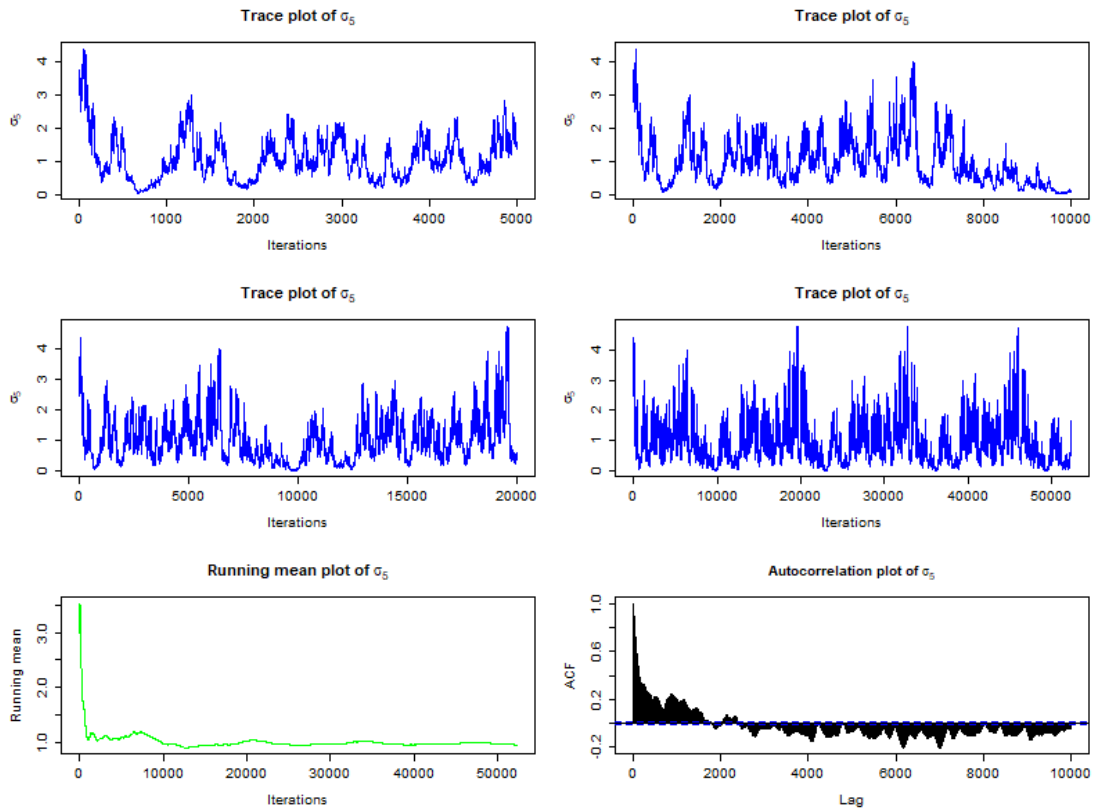 Trace plot of σ5
σ5
0 1 2 3 4
0 1000 2000 3000 4000 5000
Iterations
Trace plot of σ5
σ5
0 1 2 3 4
0 2000 4000 6000 8000 10000
Iterations
Trace plot of σ5
σ5
0 1 2 3 4
0 5000 10000 15000 20000
Iterations
Trace plot of σ5
σ5
0 1 2 3 4
0 10000 20000 30000 40000 50000
Iterations
Running mean plot of σ5
Running mean
1.0 2.0 3.0
0 10000 20000 30000 40000 50000
Iterations
Autocorrelation plot of σ5
ACF
-0.2 0.2 0.6 1.0
0 2000 4000 6000 8000 10000
Lag